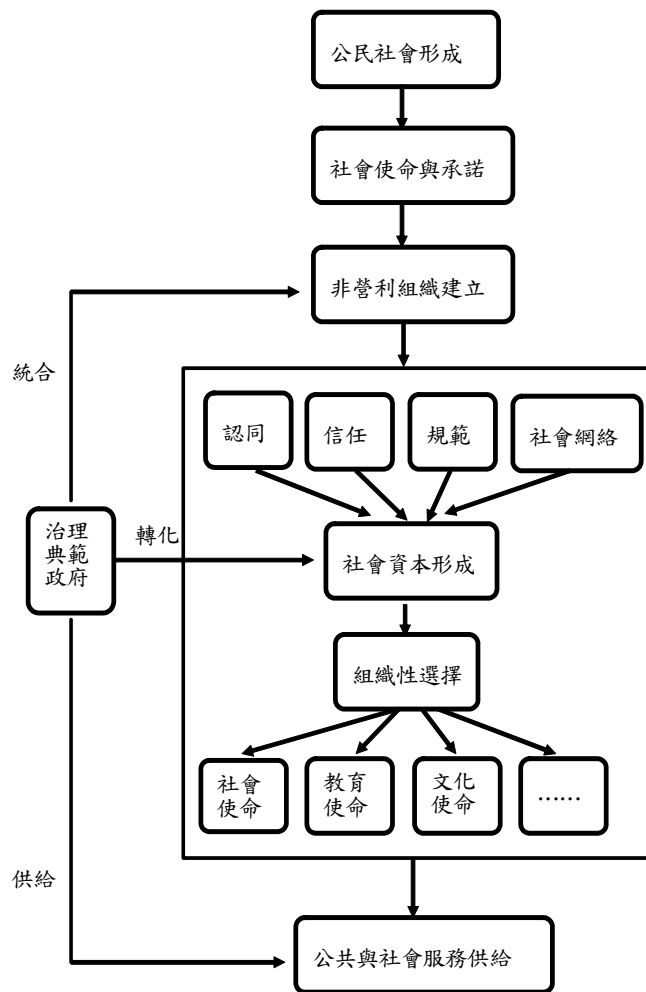 公民社會形成
社會使命與承諾
非營利組織建立
統合
認同
信任
規範
社會網絡
治理
典範
政府
轉化
社會資本形成
組織性選擇
社會
使命
教育
使命
文化
使命
……
供給
公共與社會服務供給